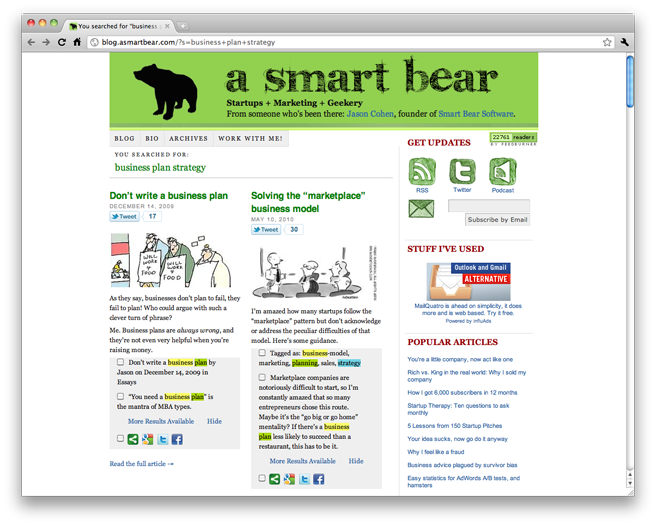 You searched for "business
blog.asmartbear.com/?s=business+plan+strategy
a smart bear
Startups + Marketing + Geekery
From someone who's been there: Jason Cohen, founder of Smart Bear Software.
22761 readers
BY FEEDBURNER
BLOG BIO ARCHIVES WORK WITH ME!
YOU SEARCHED FOR:
business plan strategy
Don't write a business plan
DECEMBER 14, 2009
Tweet 17
WILL WORK 4 FOOD
WILL WORK 4 FOOD
As they say, businesses don't plan to fail, they
fail to plan! Who could argue with such a
clever turn of phrase?
Me. Business plans are always wrong, and
they're not even very helpful when you're
raising money.
Don't write a business plan by
Jason on December 14, 2009 in
Essays
"You need a business plan" is
the mantra of MBA types.
More Results Available Hide
Read the full article →
Solving the "marketplace"
business model
MAY 10, 2010
Tweet 30
I'm amazed how many startups follow the
"marketplace" pattern but don't acknowledge
or address the peculiar difficulties of that
model. Here's some guidance.
Tagged as: business-model,
marketing, planning, sales, strategy
Marketplace companies are
notoriously difficult to start, so I'm
constantly amazed that so many
entrepreneurs chose this route.
Maybe it's the "go big or go home"
mentality? If there's a business
plan less likely to succeed than a
restaurant, this has to be it.
More Results Available Hide
GET UPDATES
RSS
Twitter
Podcast
Subscribe by Email
STUFF I'VE USED
Outlook and Gmail
ALTERNATIVE
MailQuatro is ahead on simplicity, it does
more and is web based. Try it free.
Powered by InfluAds
POPULAR ARTICLES
You're a little company, now act like one
Rich vs. King in the real world: Why I sold my
company
How I got 6,000 subscribers in 12 months
Startup Therapy: Ten questions to ask
monthly
5 Lessons from 150 Startup Pitches
Your idea sucks, now go do it anyway
Why I feel like a fraud
Business advice plagued by survivor bias
Easy statistics for AdWords A/B tests, and
hamsters